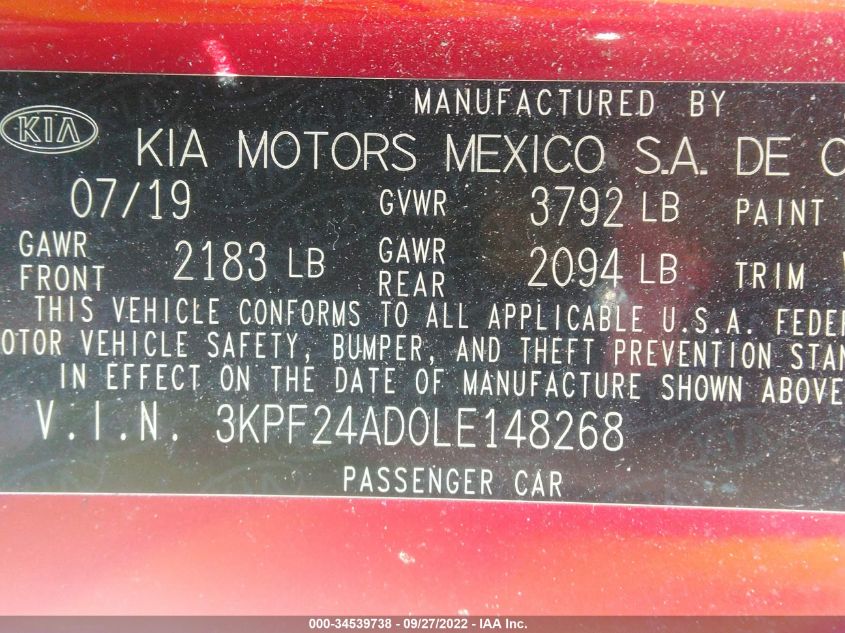 MANUFACTURED BY
KIA
KIA MOTORS MEXICO S.A. DE C
07/19 GVWR 3792 LB PAINT
GAWR FRONT 2183 LB GAWR REAR 2094 LB TRIM
THIS VEHICLE CONFORMS TO ALL APPLICABLE U.S.A. FEDER
OTOR VEHICLE SAFETY, BUMPER, AND THEFT PREVENTION STAN
IN EFFECT ON THE DATE OF MANUFACTURE SHOWN ABOVE
V.I.N. 3KPF24AD0LE148268
PASSENGER CAR
000-34539738 - 09/27/2022 - IAA Inc.